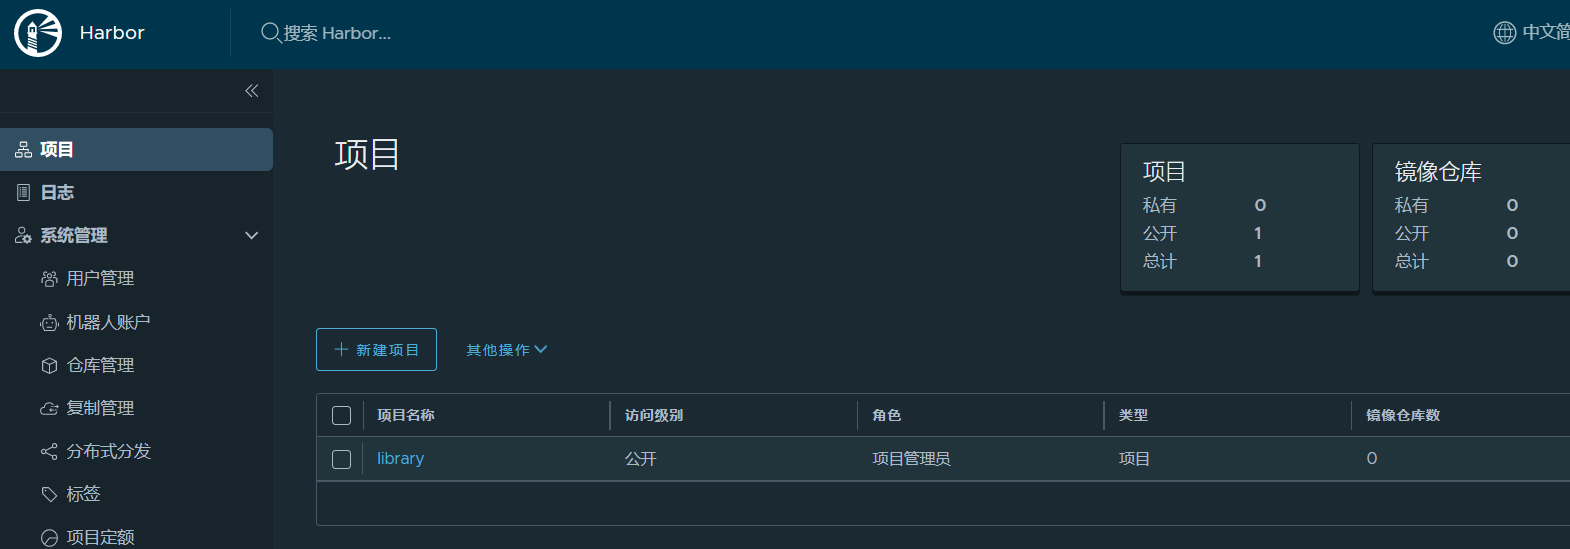 Harbor
搜索 Harbor...
中文简
项目
日志
系统管理
用户管理
机器人账户
仓库管理
复制管理
分布式分发
标签
项目定额
项目
项目
私有 0
公开 1
总计 1
镜像仓库
私有 0
公开 0
总计 0
新建项目 其他操作
项目名称 访问级别 角色 类型 镜像仓库数
library 公开 项目管理员 项目 0